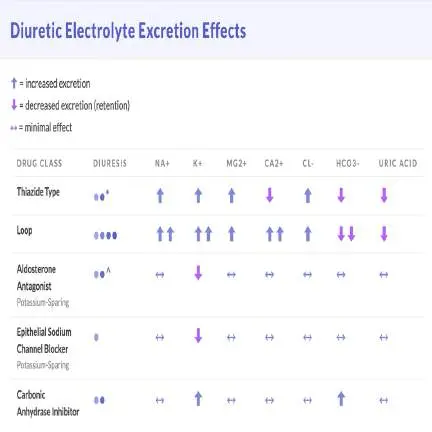 Diuretic Electrolyte Excretion Effects
↑ = increased excretion
↓ = decreased excretion (retention)
↔ = minimal effect
DRUG CLASS DIURESIS NA+ K+ MG2+ CA2+ CL- HCO3- URIC ACID
Thiazide Type ●●* ↑ ↑ ↑ ↓ ↑ ↓ ↓
Loop ●●●● ↑↑ ↑↑ ↑ ↑↑ ↑ ↓↓ ↓
Aldosterone
Antagonist
Potassium-Sparing
●●^ ↔ ↓ ↔ ↔ ↔ ↔ ↔
Epithelial Sodium
Channel Blocker
Potassium-Sparing
● ↔ ↓ ↔ ↔ ↔ ↔ ↔
Carbonic
Anhydrase Inhibitor
●● ↔ ↑ ↔ ↔ ↔ ↑ ↔